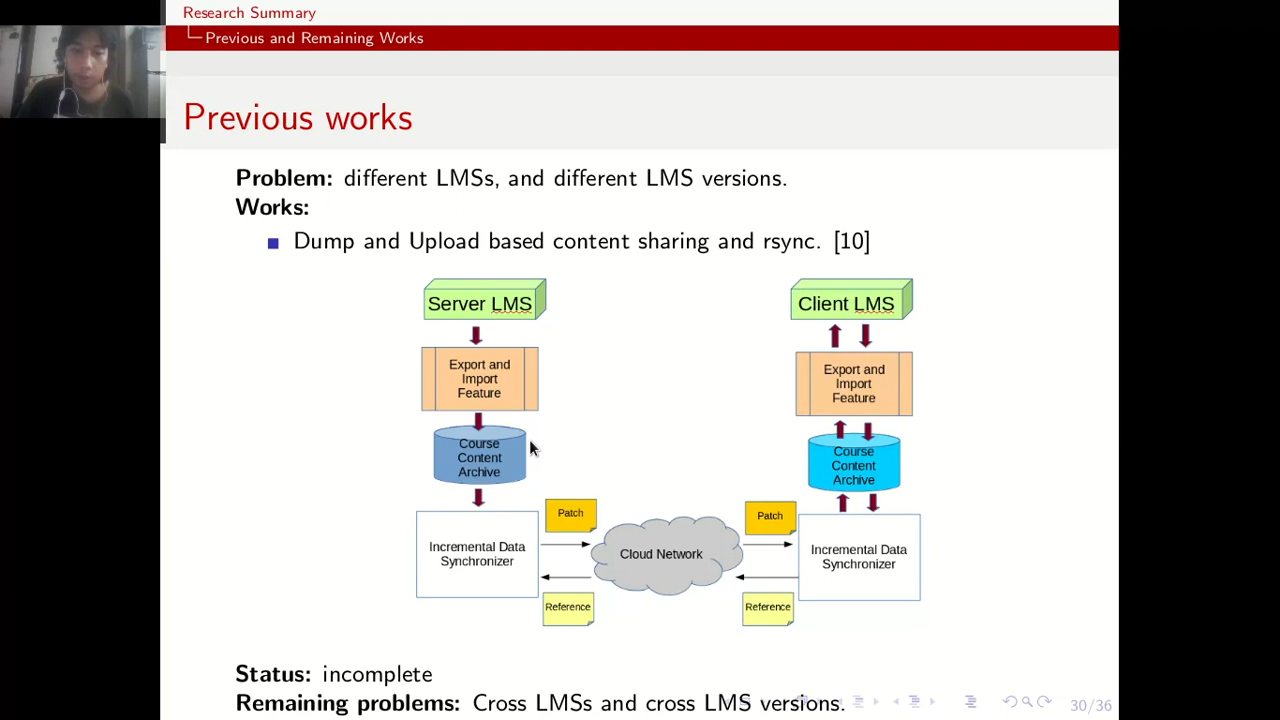 Research Summary
Previous and Remaining Works
Previous works
Problem: different LMSs, and different LMS versions.
Works:
Dump and Upload based content sharing and rsync. [10]
Server LMS
Client LMS
Export and
Import
Feature
Export and
Import
Feature
Course
Content
Archive
Course
Content
Archive
Patch
Patch
Incremental Data
Synchronizer
Cloud Network
Incremental Data
Synchronizer
Reference
Reference
Status: incomplete
Remaining problems: Cross LMSs and cross LMS versions.
30/36